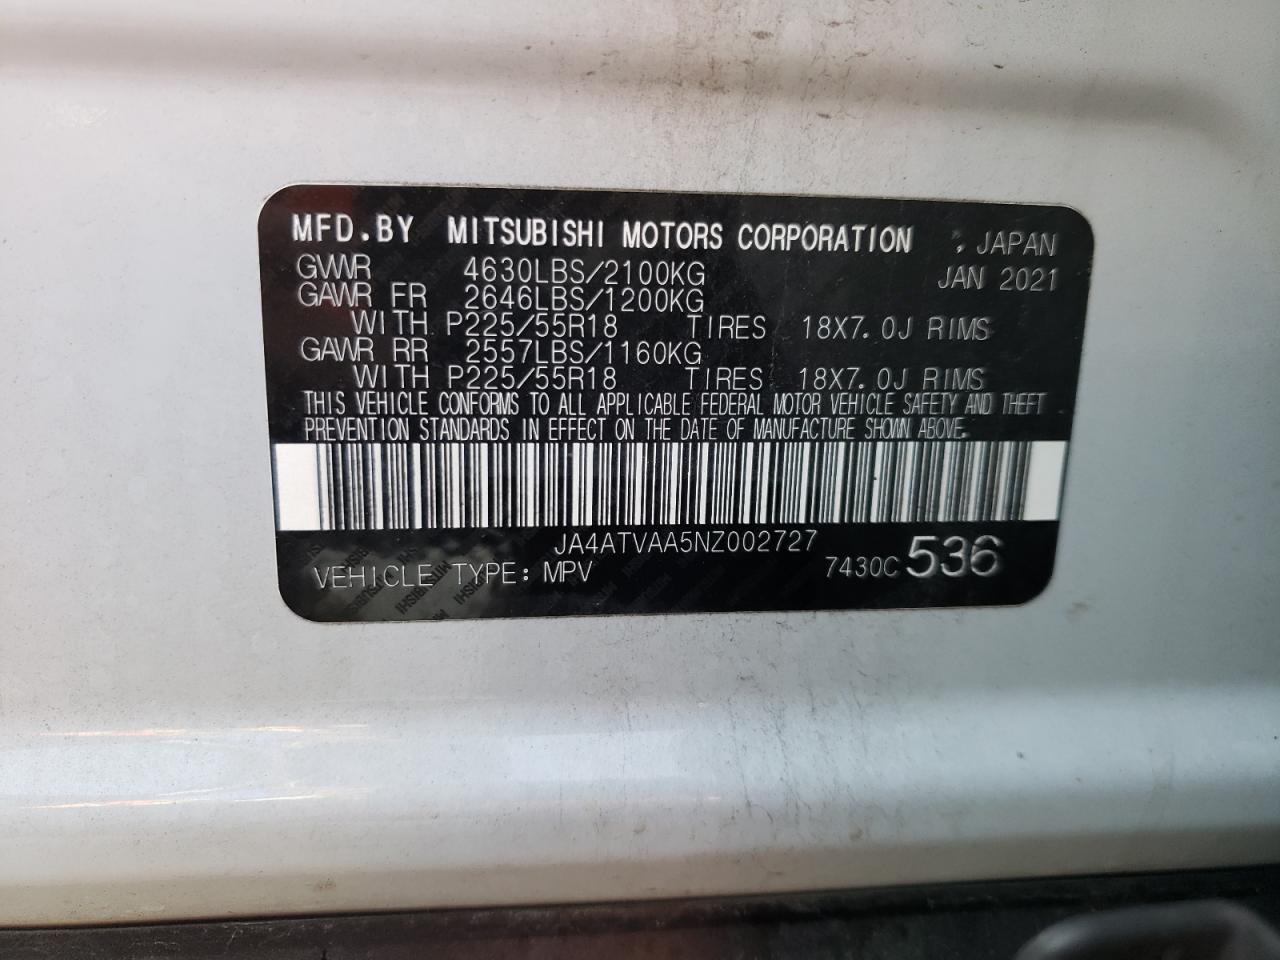 MFD.BY MITSUBISHI MOTORS CORPORATION , JAPAN
GVWR 4630LBS/2100KG JAN 2021
GAWR FR 2646LBS/1200KG
WITH P225/55R18 TIRES 18X7.0J RIMS
GAWR RR 2557LBS/1160KG
WITH P225/55R18 TIRES 18X7.0J RIMS
THIS VEHICLE CONFORMS TO ALL APPLICABLE FEDERAL MOTOR VEHICLE SAFETY AND THEFT
PREVENTION STANDARDS IN EFFECT ON THE DATE OF MANUFACTURE SHOWN ABOVE.
JA4ATVAA5NZ002727
VEHICLE TYPE: MPV 7430C 536